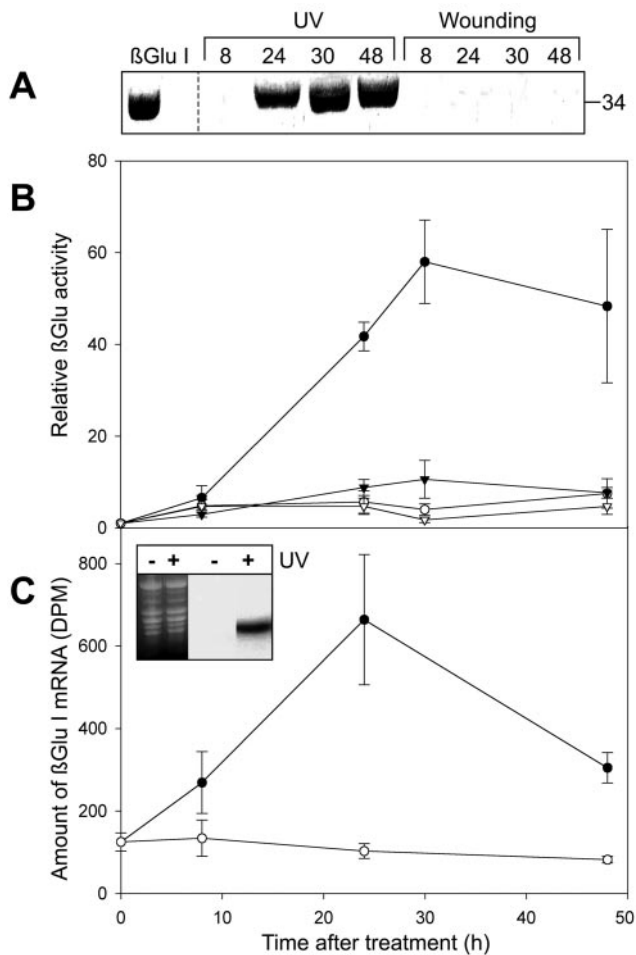 UV Wounding
ßGlu I 8 24 30 48 8 24 30 48
A
34
80
B
60
40
20
0
Relative ßGlu activity
C
- + - + UV
800
600
400
200
0
Amount of ßGlu I mRNA (DPM)
0 10 20 30 40 50
Time after treatment (h)